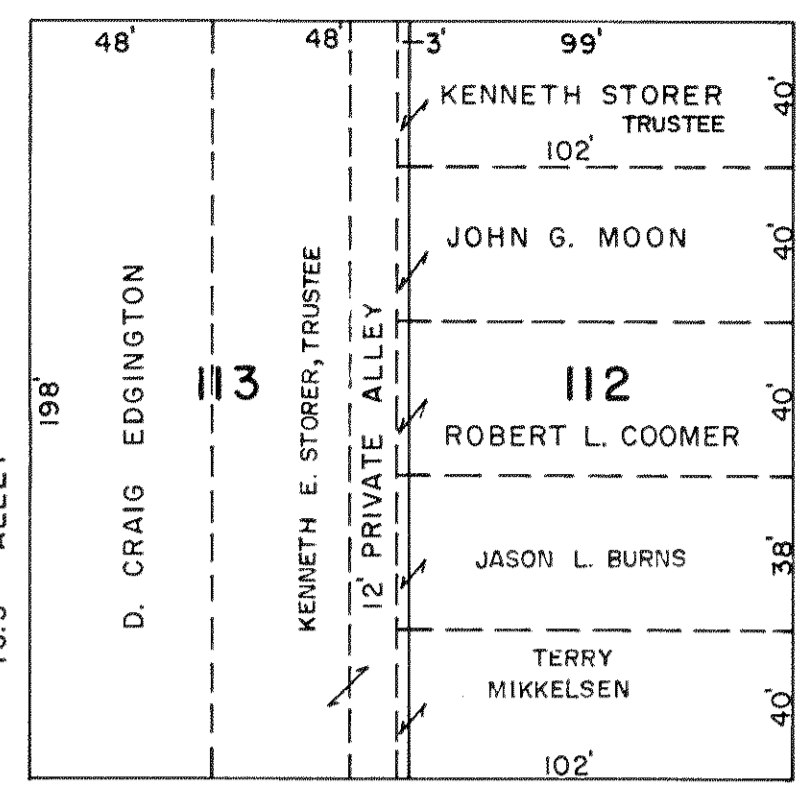 48'
48'
3'
99'
KENNETH STORER
TRUSTEE
40'
102'
JOHN G. MOON
40'
113
112
ROBERT L. COOMER
40'
198'
D. CRAIG EDGINGTON
KENNETH E. STORER, TRUSTEE
12' PRIVATE ALLEY
JASON L. BURNS
38'
TERRY
MIKKELSEN
40'
102'